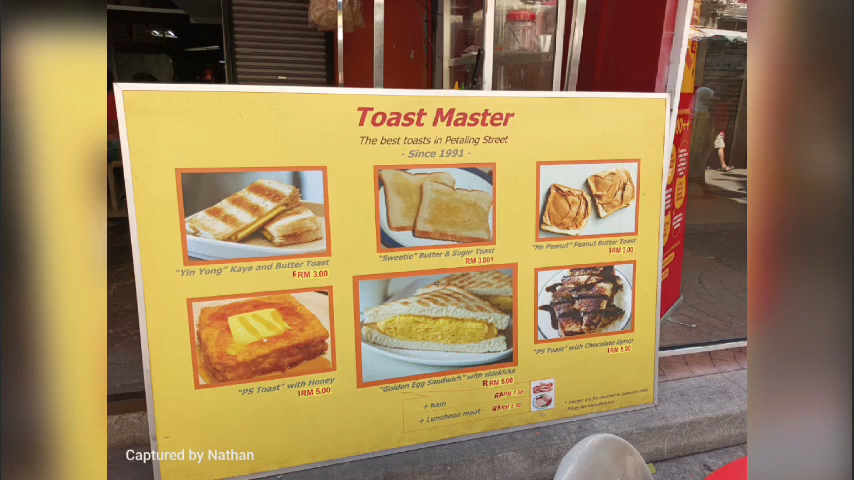 Toast Master
The best toasts in Petaling Street
- Since 1991 -
"Yin Yong" Kaya and Butter Toast
RM 3.00
"Sweetie" Butter & Sugar Toast
RM 3.00
"Mr Peanut" Peanut Butter Toast
RM 3.00
"PS Toast" with Honey
RM 5.00
"Golden Egg Sandwich" with sidekicks
RM 5.00
"PS Toast" with Chocolate Syrup
RM 5.00
+ ham
+ Luncheon meat
Captured by Nathan